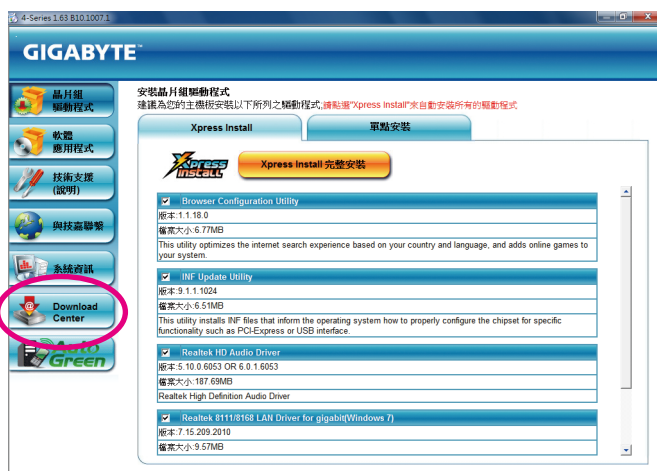 4-Series 1.63 B10.1007.1
GIGABYTE™
晶片組
驅動程式
軟體
應用程式
技術支援
(說明)
與技嘉聯繫
系統資訊
Download
Center
Auto
Green
安裝晶片組驅動程式
建議為您的主機板安裝以下所列之驅動程式,請點選"Xpress Install"來自動安裝所有的驅動程式
Xpress Install
單點安裝
Xpress
Install
Xpress Install 完整安裝
Browser Configuration Utility
版本:1.1.18.0
檔案大小:6.77MB
This utility optimizes the internet search experience based on your country and language, and adds online games to
your system.
INF Update Utility
版本:9.1.1.1024
檔案大小:6.51MB
This utility installs INF files that inform the operating system how to properly configure the chipset for specific
functionality such as PCI-Express or USB interface.
Realtek HD Audio Driver
版本:5.10.0.6053 OR 6.0.1.6053
檔案大小:187.69MB
Realtek High Definition Audio Driver
Realtek 8111/8168 LAN Driver for gigabit(Windows 7)
版本:7.15.209.2010
檔案大小:9.57MB